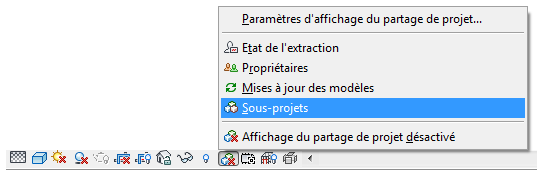 Paramètres d'affichage du partage de projet...
Etat de l'extraction
Propriétaires
Mises à jour des modèles
Sous-projets
Affichage du partage de projet désactivé